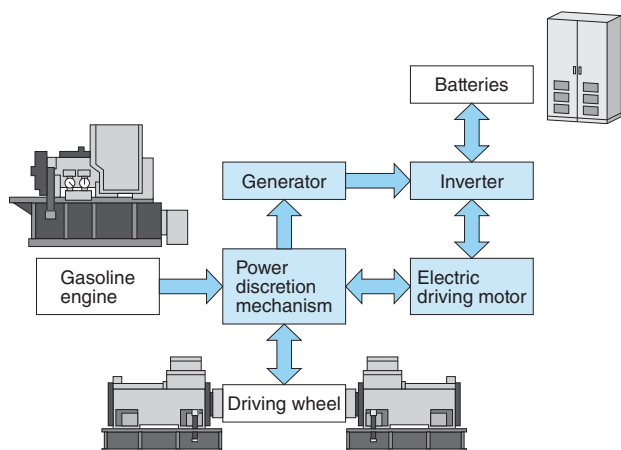 Batteries
Generator
Inverter
Gasoline
engine
Power
discretion
mechanism
Electric
driving motor
Driving wheel